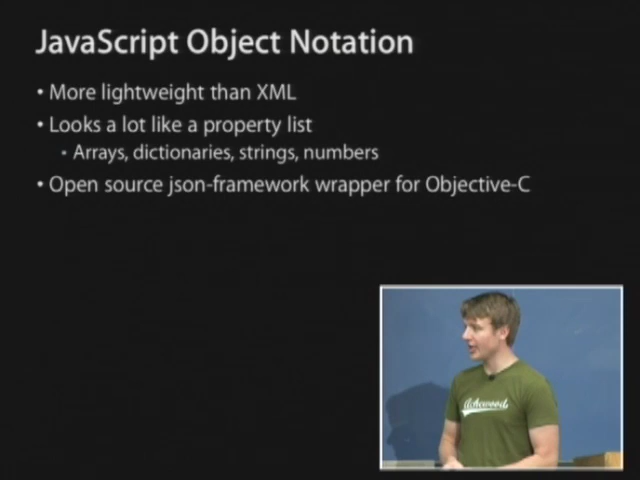 JavaScript Object Notation
• More lightweight than XML
• Looks a lot like a property list
• Arrays, dictionaries, strings, numbers
• Open source json-framework wrapper for Objective-C
Achewood